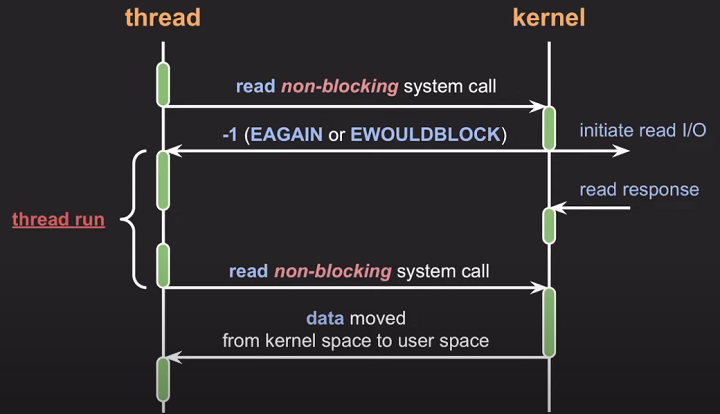 thread
kernel
read non-blocking system call
-1 (EAGAIN or EWOULDBLOCK)
initiate read I/O
read response
thread run
read non-blocking system call
data moved
from kernel space to user space